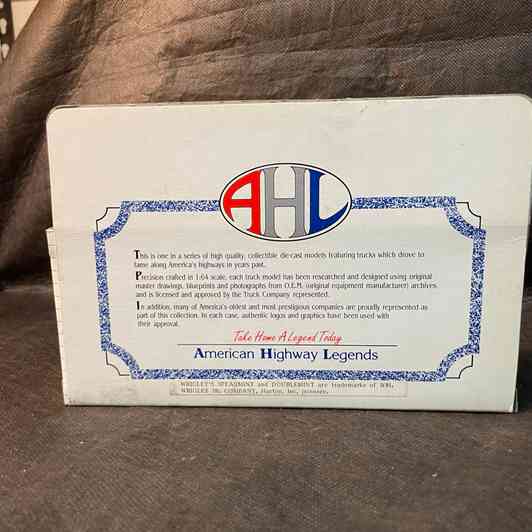 AHL
This is one in a series of high quality, collectible die-cast models featuring trucks which drove to
fame along America's highways in years past.
Precision crafted in 1:64 scale, each truck model has been researched and designed using original
master drawings, blueprints and photographs from O.E.M. (original equipment manufacturer) archives,
and is licensed and approved by the Truck Company represented.
In addition, many of America's oldest and most prestigious companies are proudly represented as
part of this collection. In each case, authentic logos and graphics have been used with
their approval.
Take Home A Legend Today
American Highway Legends
WRIGLEY'S SPEARMINT and DOUBLEMINT are trademarks of WM.
WRIGLEY JR. COMPANY, Hartoy, Inc. licensee.